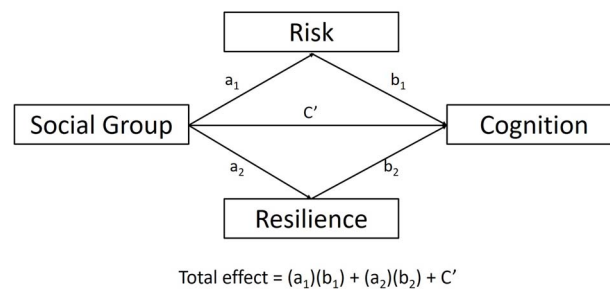 Risk
a₁
b₁
C'
Social Group
Cognition
a₂
b₂
Resilience
Total effect = (a₁)(b₁) + (a₂)(b₂) + C'